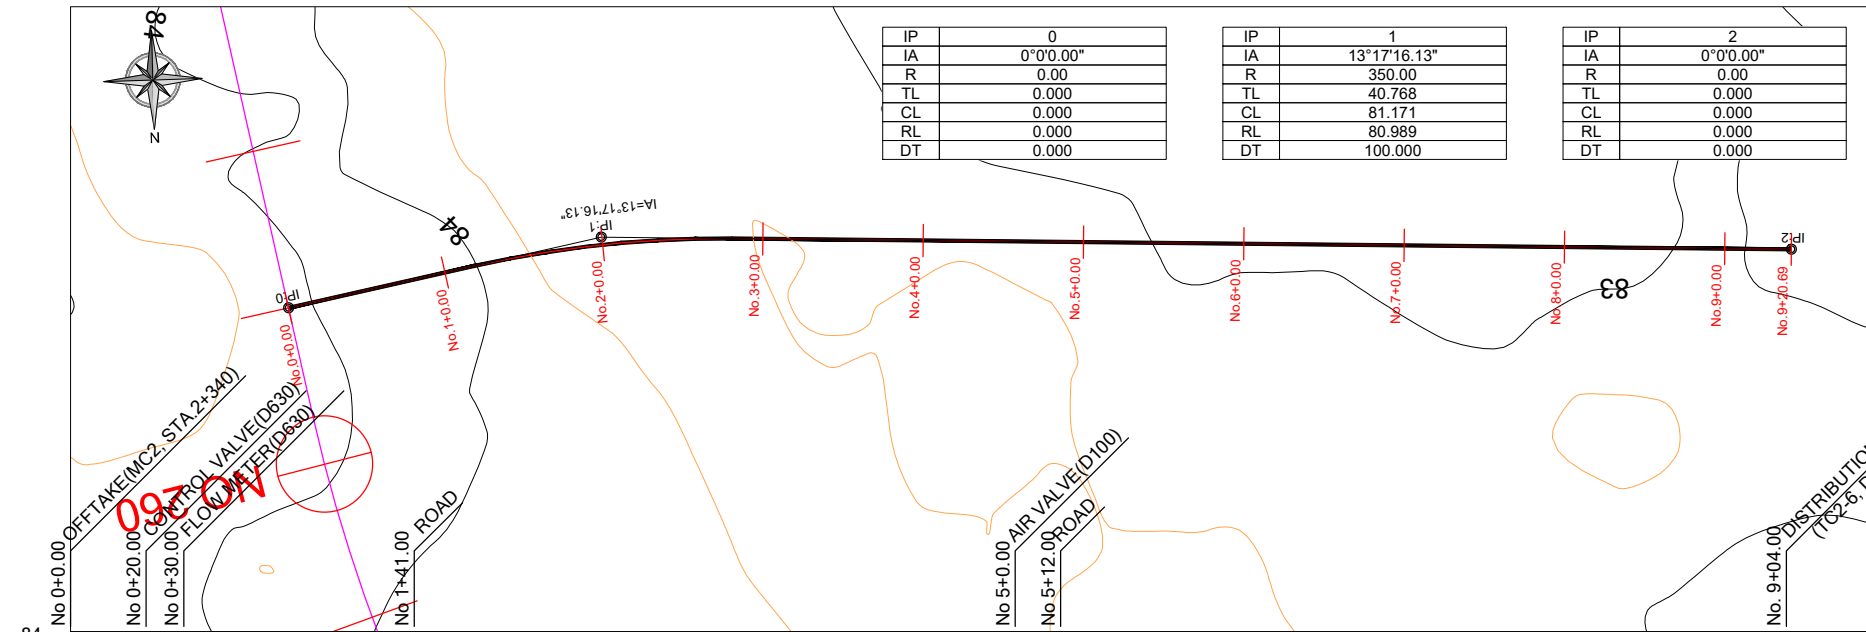 84
N
IP 0
IA 0°0'0.00"
R 0.00
TL 0.000
CL 0.000
RL 0.000
DT 0.000
IP 1
IA 13°17'16.13"
R 350.00
TL 40.768
CL 81.171
RL 80.989
DT 100.000
IP 2
IA 0°0'0.00"
R 0.00
TL 0.000
CL 0.000
RL 0.000
DT 0.000
IA=13°17'16.13"
IP:1
84
IP:0
IP:2
83
No.0+0.00
No.1+0.00
No.2+0.00
No.3+0.00
No.4+0.00
No.5+0.00
No.6+0.00
No.7+0.00
No.8+0.00
No.9+0.00
No.9+20.69
NO 260
No 0+0.00 OFFTAKE(MC2, STA.2+340)
No 0+20.00 CONTROL VALVE(D630)
No 0+30.00 FLOW METER(D630)
No 1+41.00 ROAD
No 5+0.00 AIR VALVE(D100)
No 5+12.00 ROAD
No. 9+04.00 DISTRIBUTION
(TC2-6,